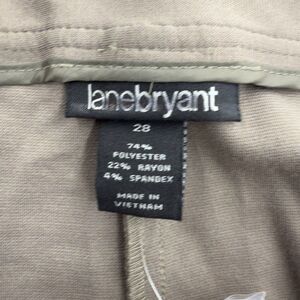 lanebryant
28
74%
POLYESTER
22% RAYON
4% SPANDEX
MADE IN
VIETNAM